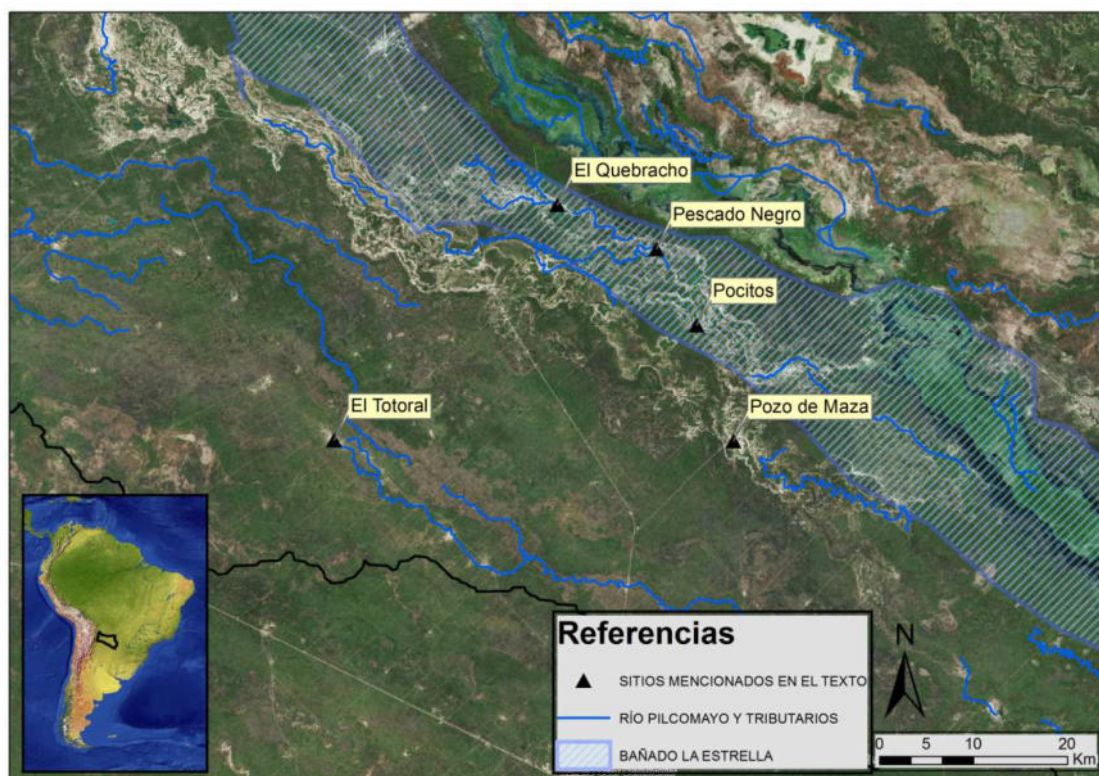 El Quebracho
Pescado Negro
Pocitos
El Totoral
Pozo de Maza
Referencias
SITIOS MENCIONADOS EN EL TEXTO
RÍO PILCOMAYO Y TRIBUTARIOS
BAÑADO LA ESTRELLA
N
0 5 10 20
Km